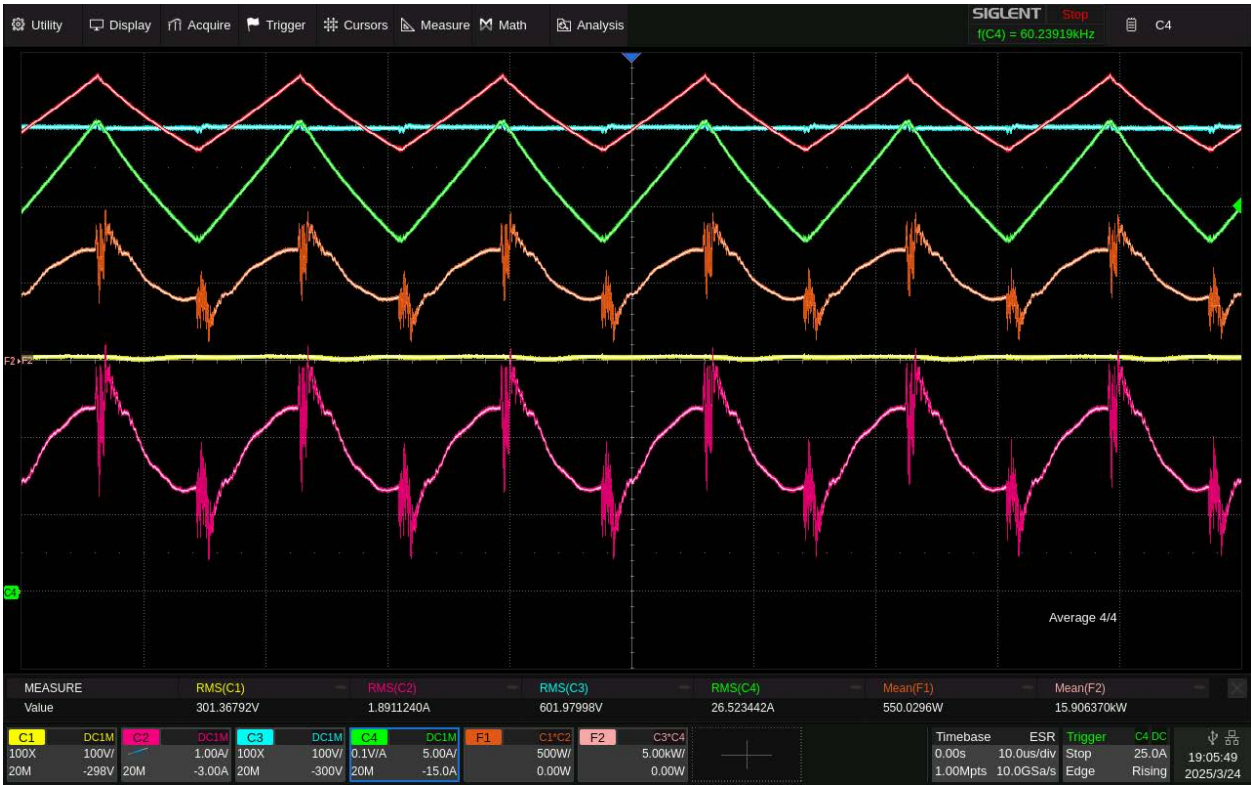 Utility Display Acquire Trigger Cursors Measure Math Analysis SIGLENT Stop
f(C4) = 60.23919kHz
C4
F2 F2
C4
Average 4/4
MEASURE RMS(C1) RMS(C2) RMS(C3) RMS(C4) Mean(F1) Mean(F2)
Value 301.36792V 1.8911240A 601.97998V 26.523442A 550.0296W 15.906370kW
C1 DC1M C2 DC1M C3 DC1M C4 DC1M F1 C1*C2 F2 C3*C4 Timebase ESR Trigger C4 DC
100X 100V/ 1.00A/ 100X 100V/ 0.1V/A 5.00A/ 500W/ 5.00kW/ 0.00s 10.0us/div Stop 25.0A
20M -298V 20M -3.00A 20M -300V 20M -15.0A 0.00W 0.00W 1.00Mpts 10.0GSa/s Edge Rising
19:05:49
2025/3/24